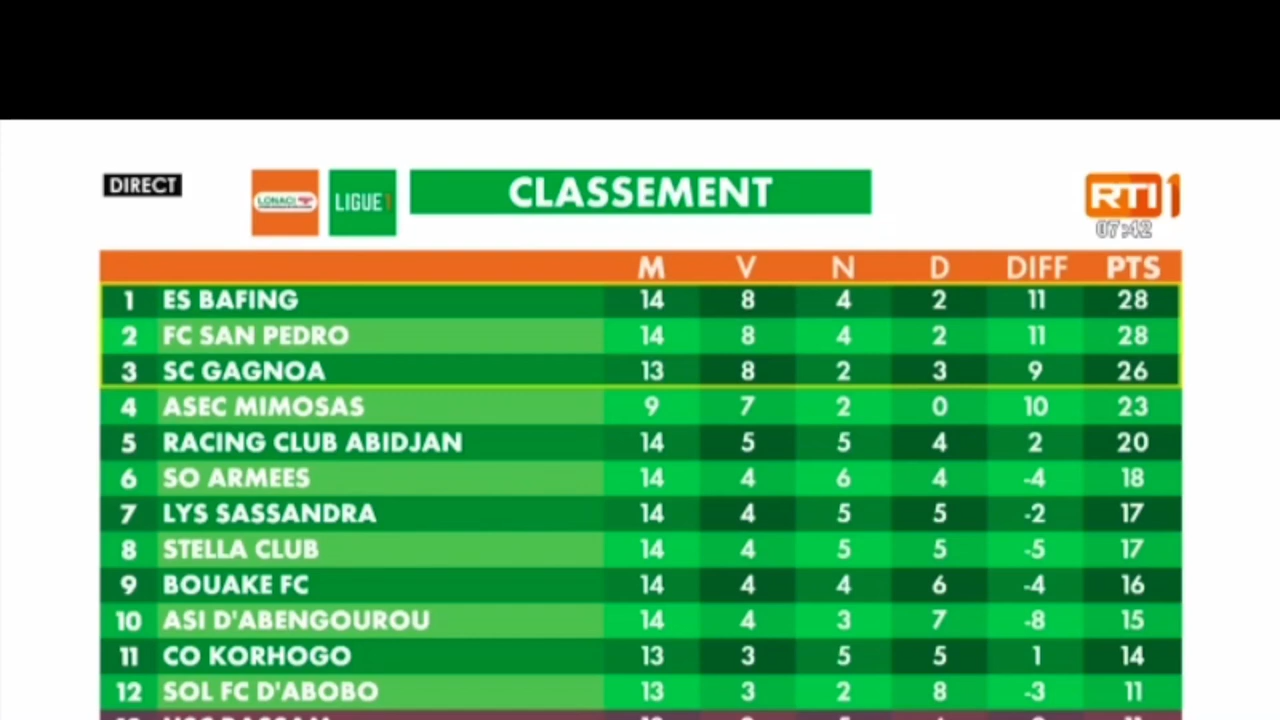 DIRECT
LONACI
LIGUE 1
CLASSEMENT
RTI 1
07:42
M V N D DIFF PTS
1 ES BAFING 14 8 4 2 11 28
2 FC SAN PEDRO 14 8 4 2 11 28
3 SC GAGNOA 13 8 2 3 9 26
4 ASEC MIMOSAS 9 7 2 0 10 23
5 RACING CLUB ABIDJAN 14 5 5 4 2 20
6 SO ARMEES 14 4 6 4 -4 18
7 LYS SASSANDRA 14 4 5 5 -2 17
8 STELLA CLUB 14 4 5 5 -5 17
9 BOUAKE FC 14 4 4 6 -4 16
10 ASI D'ABENGOUROU 14 4 3 7 -8 15
11 CO KORHOGO 13 3 5 5 1 14
12 SOL FC D'ABOBO 13 3 2 8 -3 11